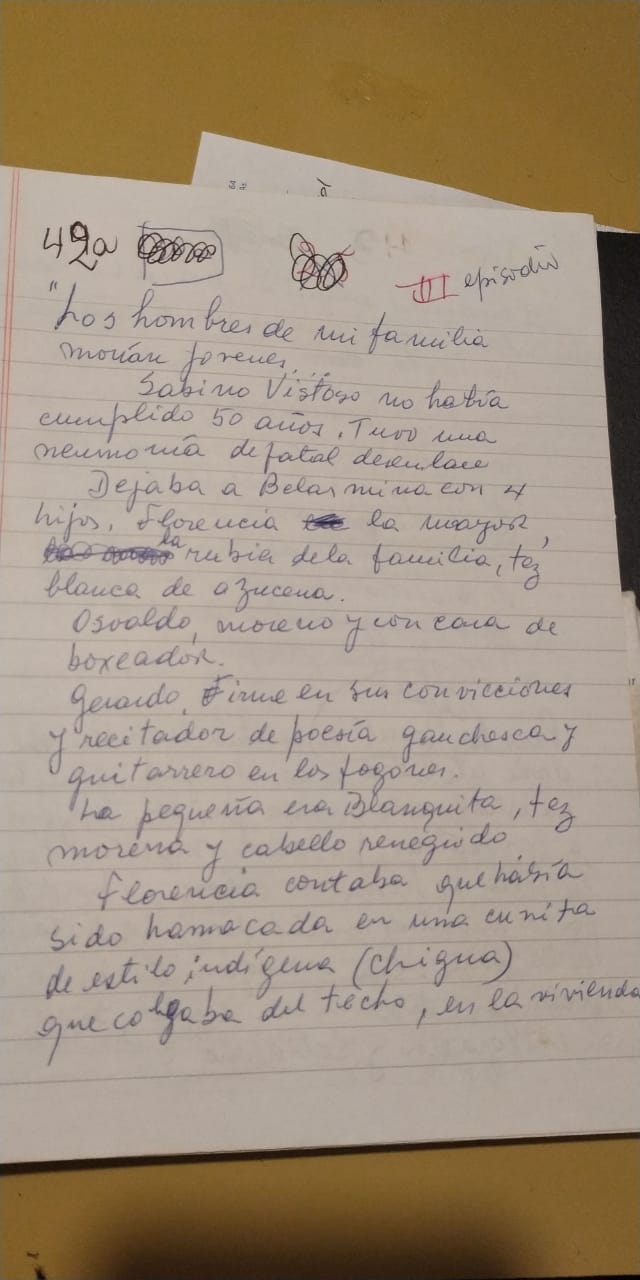 42a
III episodio
"Los hombres de mi familia
morían jovenes....
Sabino Vistoso no había
cumplido 50 años. Tuvo una
neumonía de fatal desenlace
Dejaba a Belarmina con 4
hijos. Florencia la mayor,
la rubia de la familia, tez
blanca de azucena.
Osvaldo, moreno y con cara de
boxeador.
Gerardo, Firme en sus convicciones
y recitador de poesía gauchesca y
guitarrero en los fogones.
La pequeña era Blanquita, tez
morena y cabello renegrido
Florencia contaba que había
sido hamacada en una cunita
de estilo indígena (chigua)
que colgaba del techo, en la vivienda